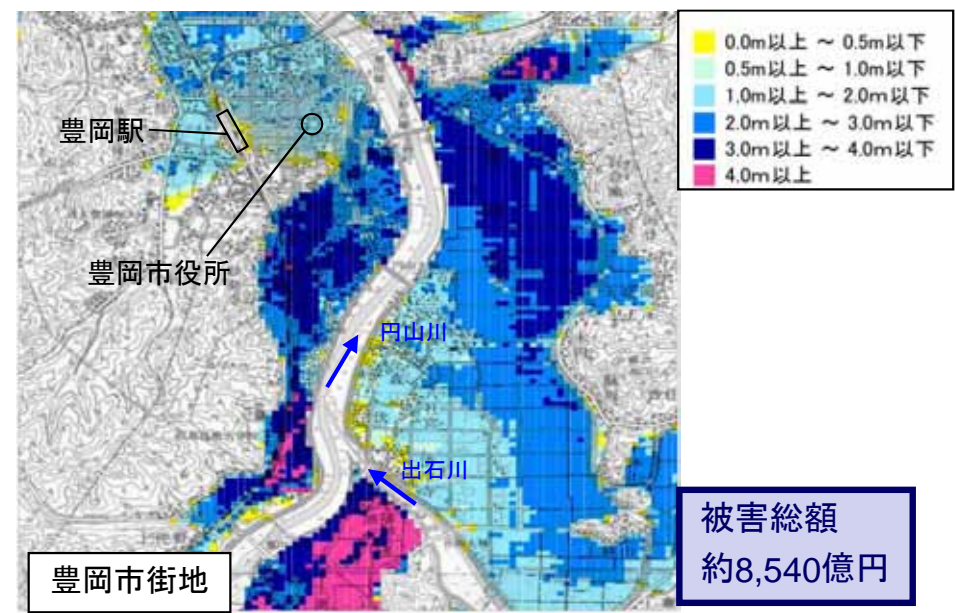 0.0m以上 ～ 0.5m以下
0.5m以上 ～ 1.0m以下
1.0m以上 ～ 2.0m以下
2.0m以上 ～ 3.0m以下
3.0m以上 ～ 4.0m以下
4.0m以上
豊岡駅
豊岡市役所
円山川
出石川
豊岡市街地
被害総額
約8,540億円